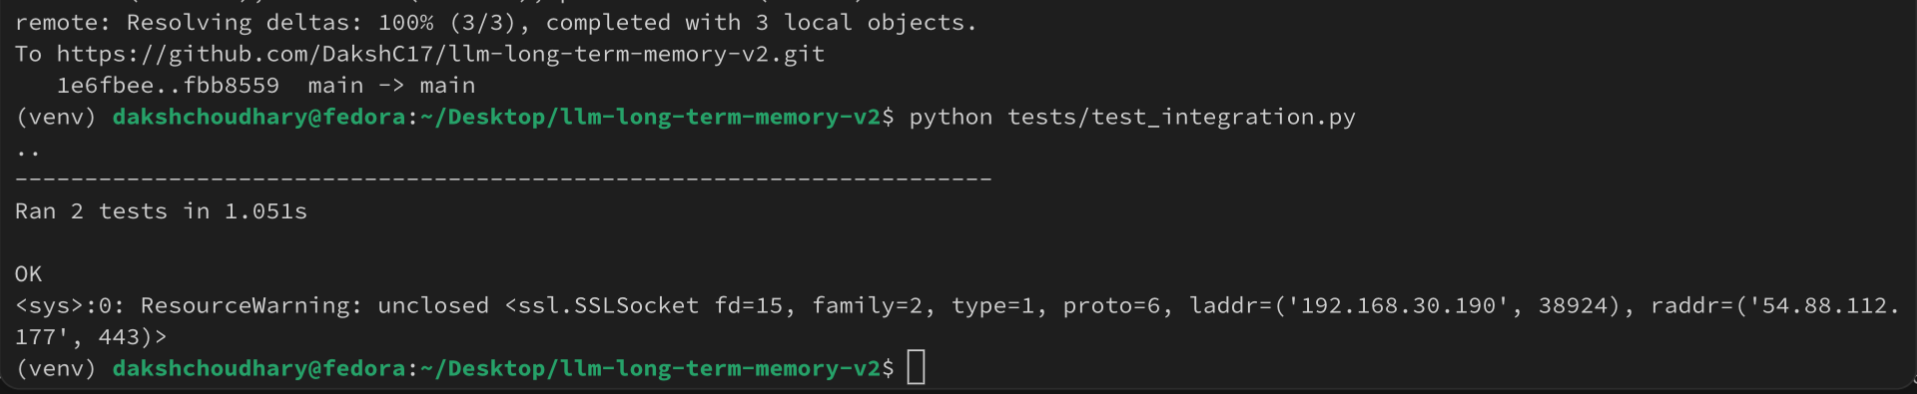 remote: Resolving deltas: 100% (3/3), completed with 3 local objects.
To https://github.com/DakshC17/llm-long-term-memory-v2.git
   1e6fbee..fbb8559  main -> main
(venv) dakshchoudhary@fedora:~/Desktop/llm-long-term-memory-v2$ python tests/test_integration.py
..
----------------------------------------------------------------------
Ran 2 tests in 1.051s

OK
<sys>:0: ResourceWarning: unclosed <ssl.SSLSocket fd=15, family=2, type=1, proto=6, laddr=('192.168.30.190', 38924), raddr=('54.88.112.
177', 443)>
(venv) dakshchoudhary@fedora:~/Desktop/llm-long-term-memory-v2$